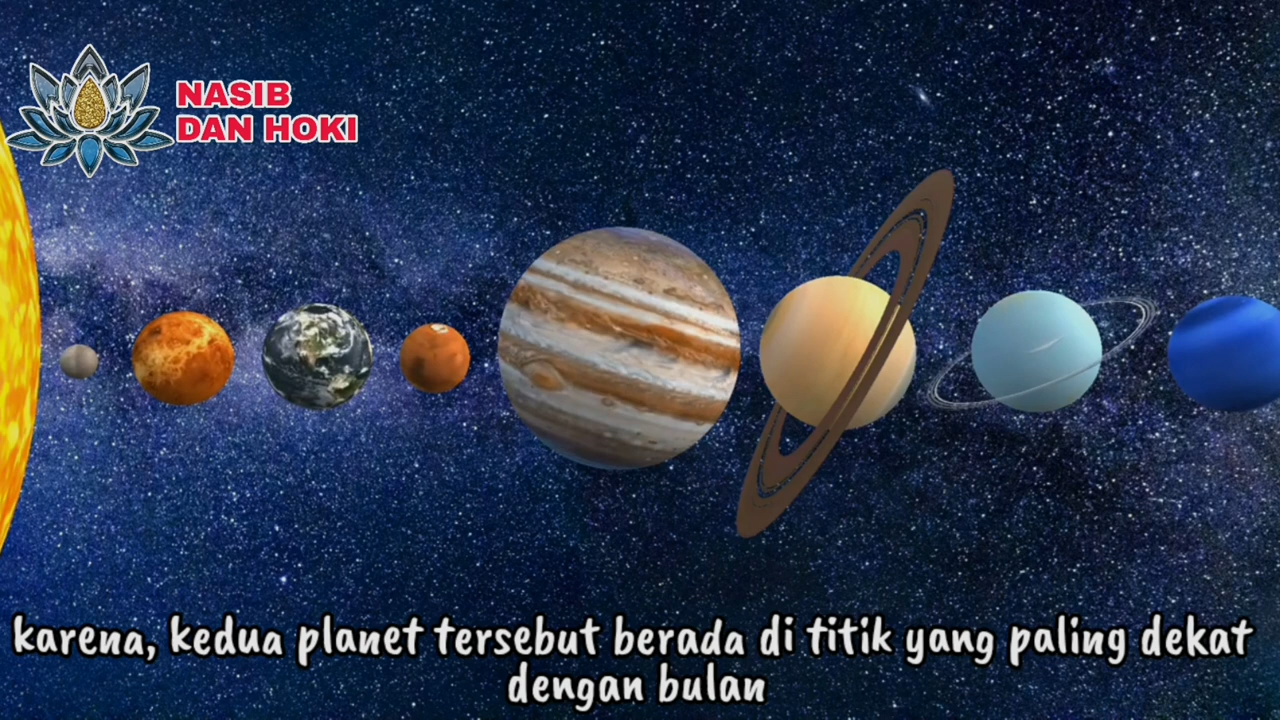 NASIB
DAN HOKI
karena, kedua planet tersebut berada di titik yang paling dekat
dengan bulan